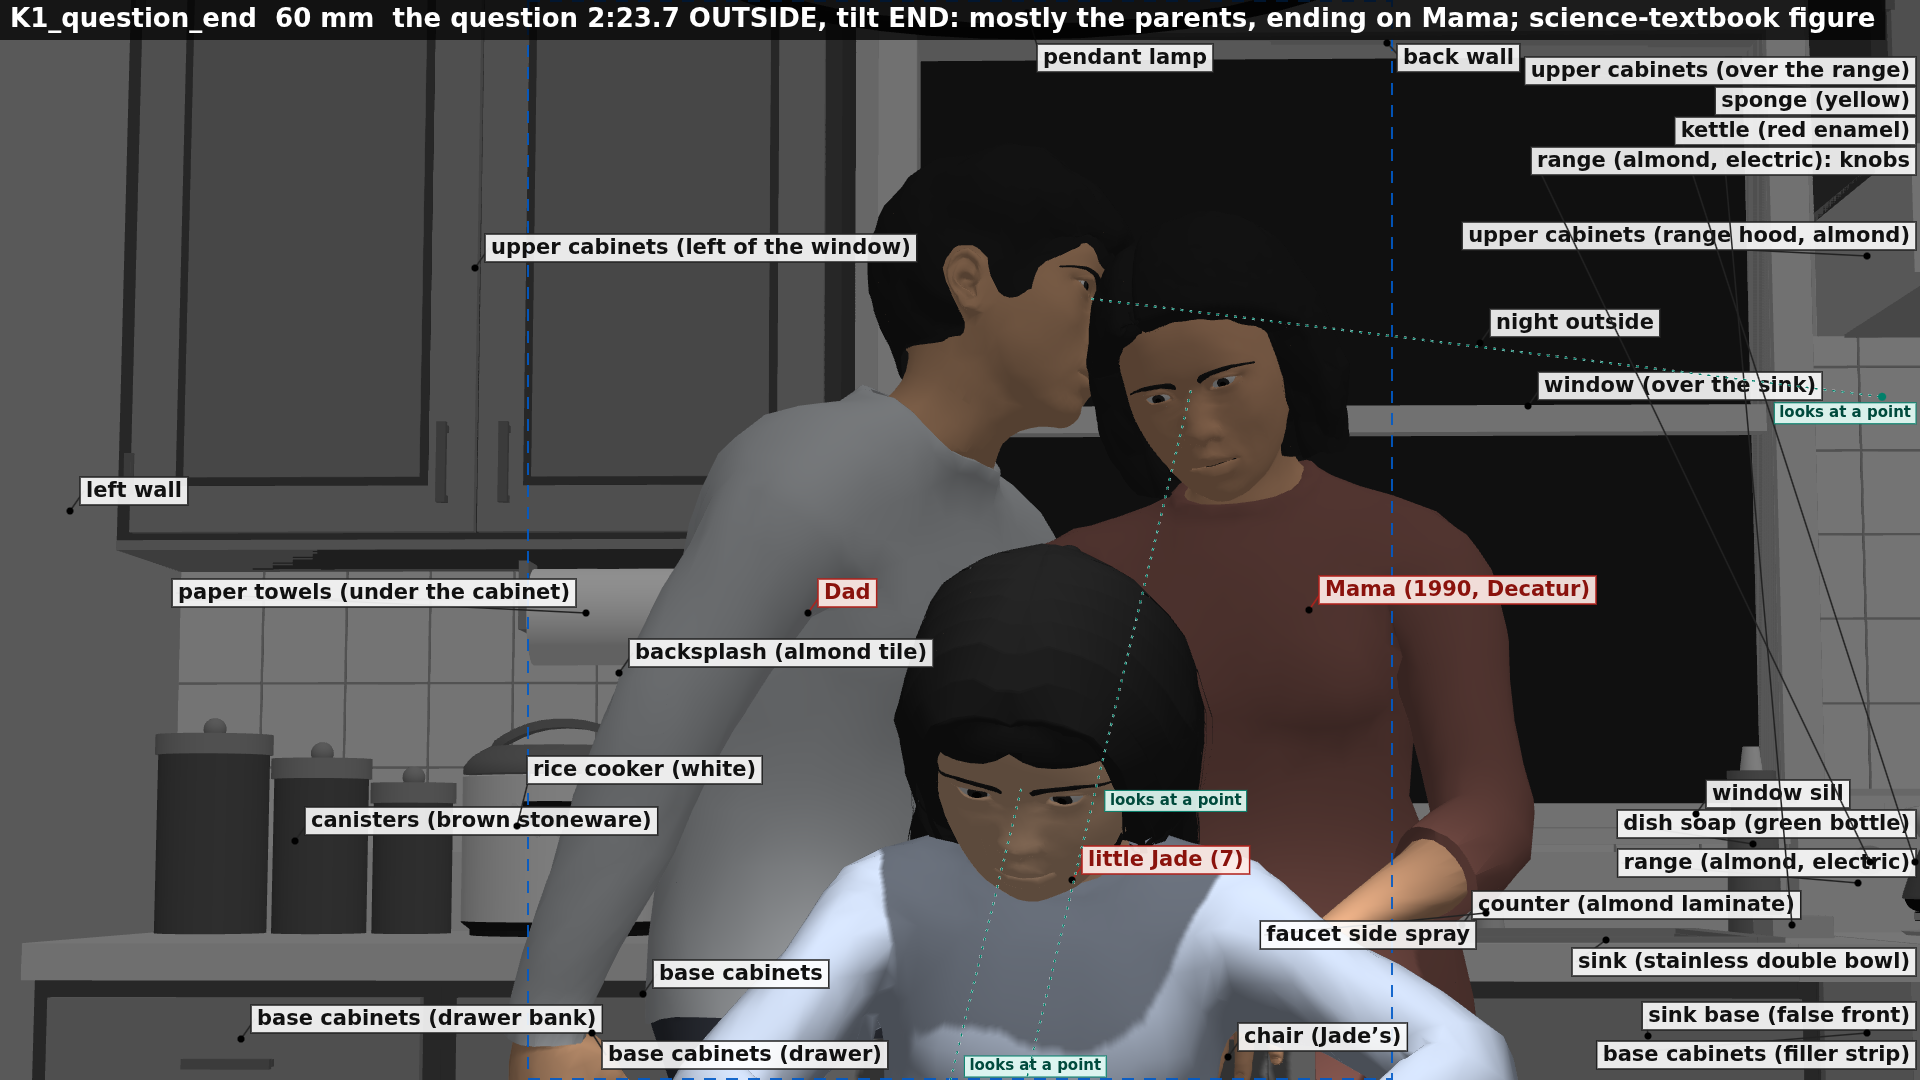 K1_question_end 60 mm the question 2:23.7 OUTSIDE, tilt END: mostly the parents, ending on Mama; science-textbook figure
pendant lamp
back wall
upper cabinets (over the range)
sponge (yellow)
kettle (red enamel)
range (almond, electric): knobs
upper cabinets (left of the window)
upper cabinets (range hood, almond)
night outside
window (over the sink)
looks at a point
left wall
paper towels (under the cabinet)
Dad
Mama (1990, Decatur)
backsplash (almond tile)
rice cooker (white)
looks at a point
window sill
canisters (brown stoneware)
dish soap (green bottle)
little Jade (7)
range (almond, electric)
counter (almond laminate)
faucet side spray
sink (stainless double bowl)
base cabinets
base cabinets (drawer bank)
sink base (false front)
chair (Jade’s)
base cabinets (drawer)
base cabinets (filler strip)
looks at a point